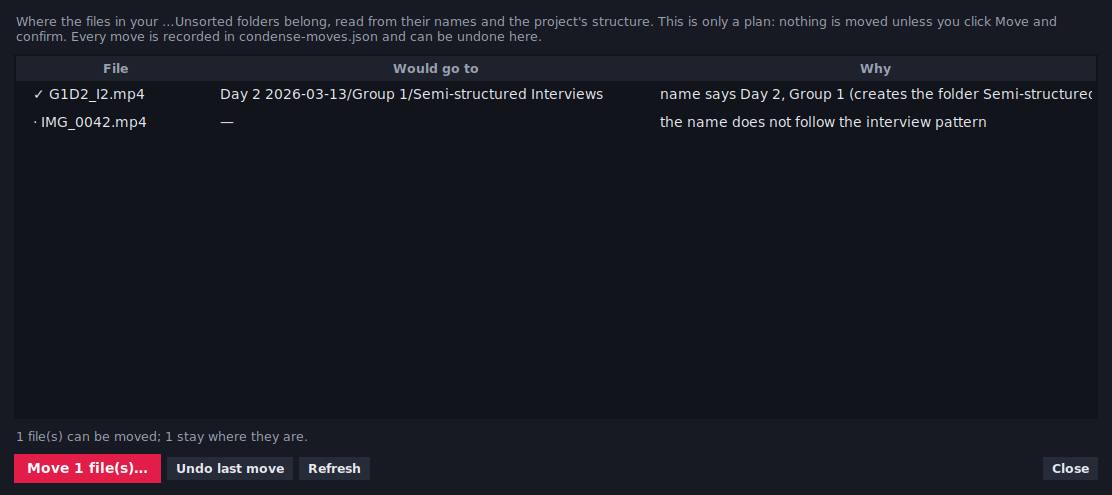 Where the files in your ...Unsorted folders belong, read from their names and the project's structure. This is only a plan: nothing is moved unless you click Move and
confirm. Every move is recorded in condense-moves.json and can be undone here.
File Would go to Why
✓ G1D2_I2.mp4 Day 2 2026-03-13/Group 1/Semi-structured Interviews name says Day 2, Group 1 (creates the folder Semi-structured
· IMG_0042.mp4 — the name does not follow the interview pattern
1 file(s) can be moved; 1 stay where they are.
Move 1 file(s)... Undo last move Refresh Close